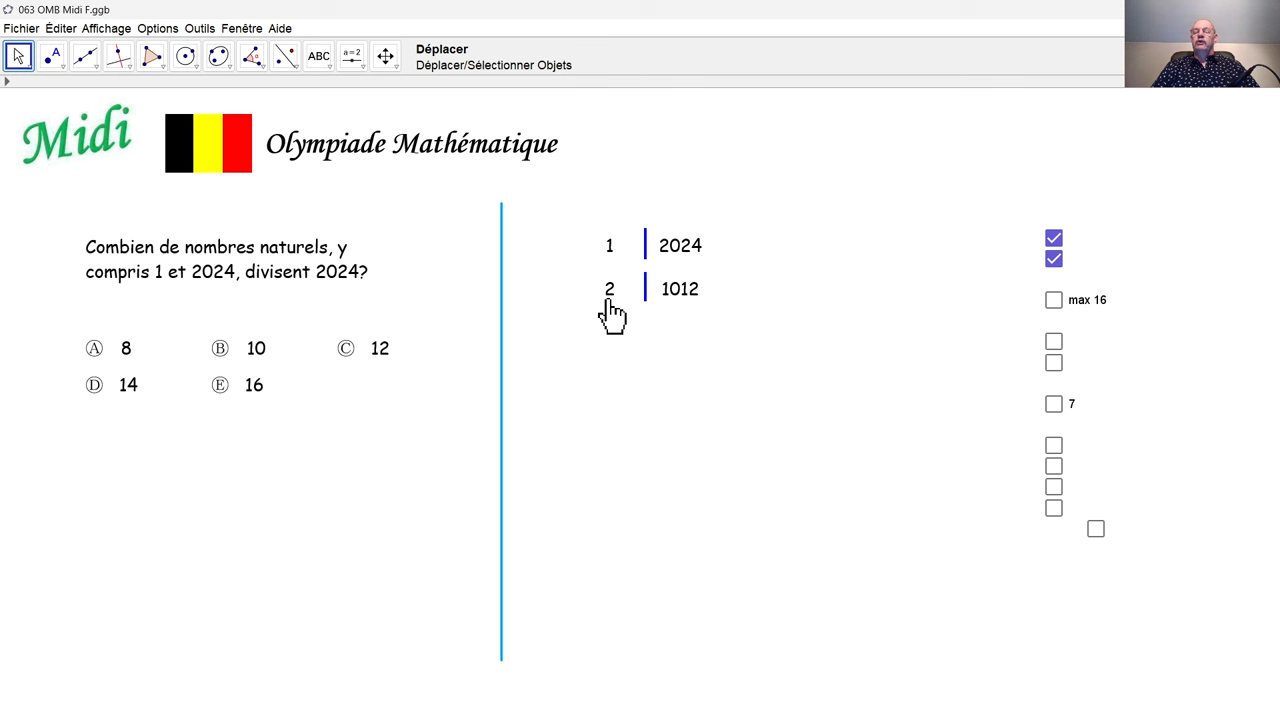 063 OMB Midi F.ggb
Fichier Éditer Affichage Options Outils Fenêtre Aide
A ABC a=2
Déplacer
Déplacer/Sélectionner Objets
Midi
Olympiade Mathématique
Combien de nombres naturels, y
compris 1 et 2024, divisent 2024?
Ⓐ 8 Ⓑ 10 Ⓒ 12
Ⓓ 14 Ⓔ 16
1 2024
2 1012
max 16
7